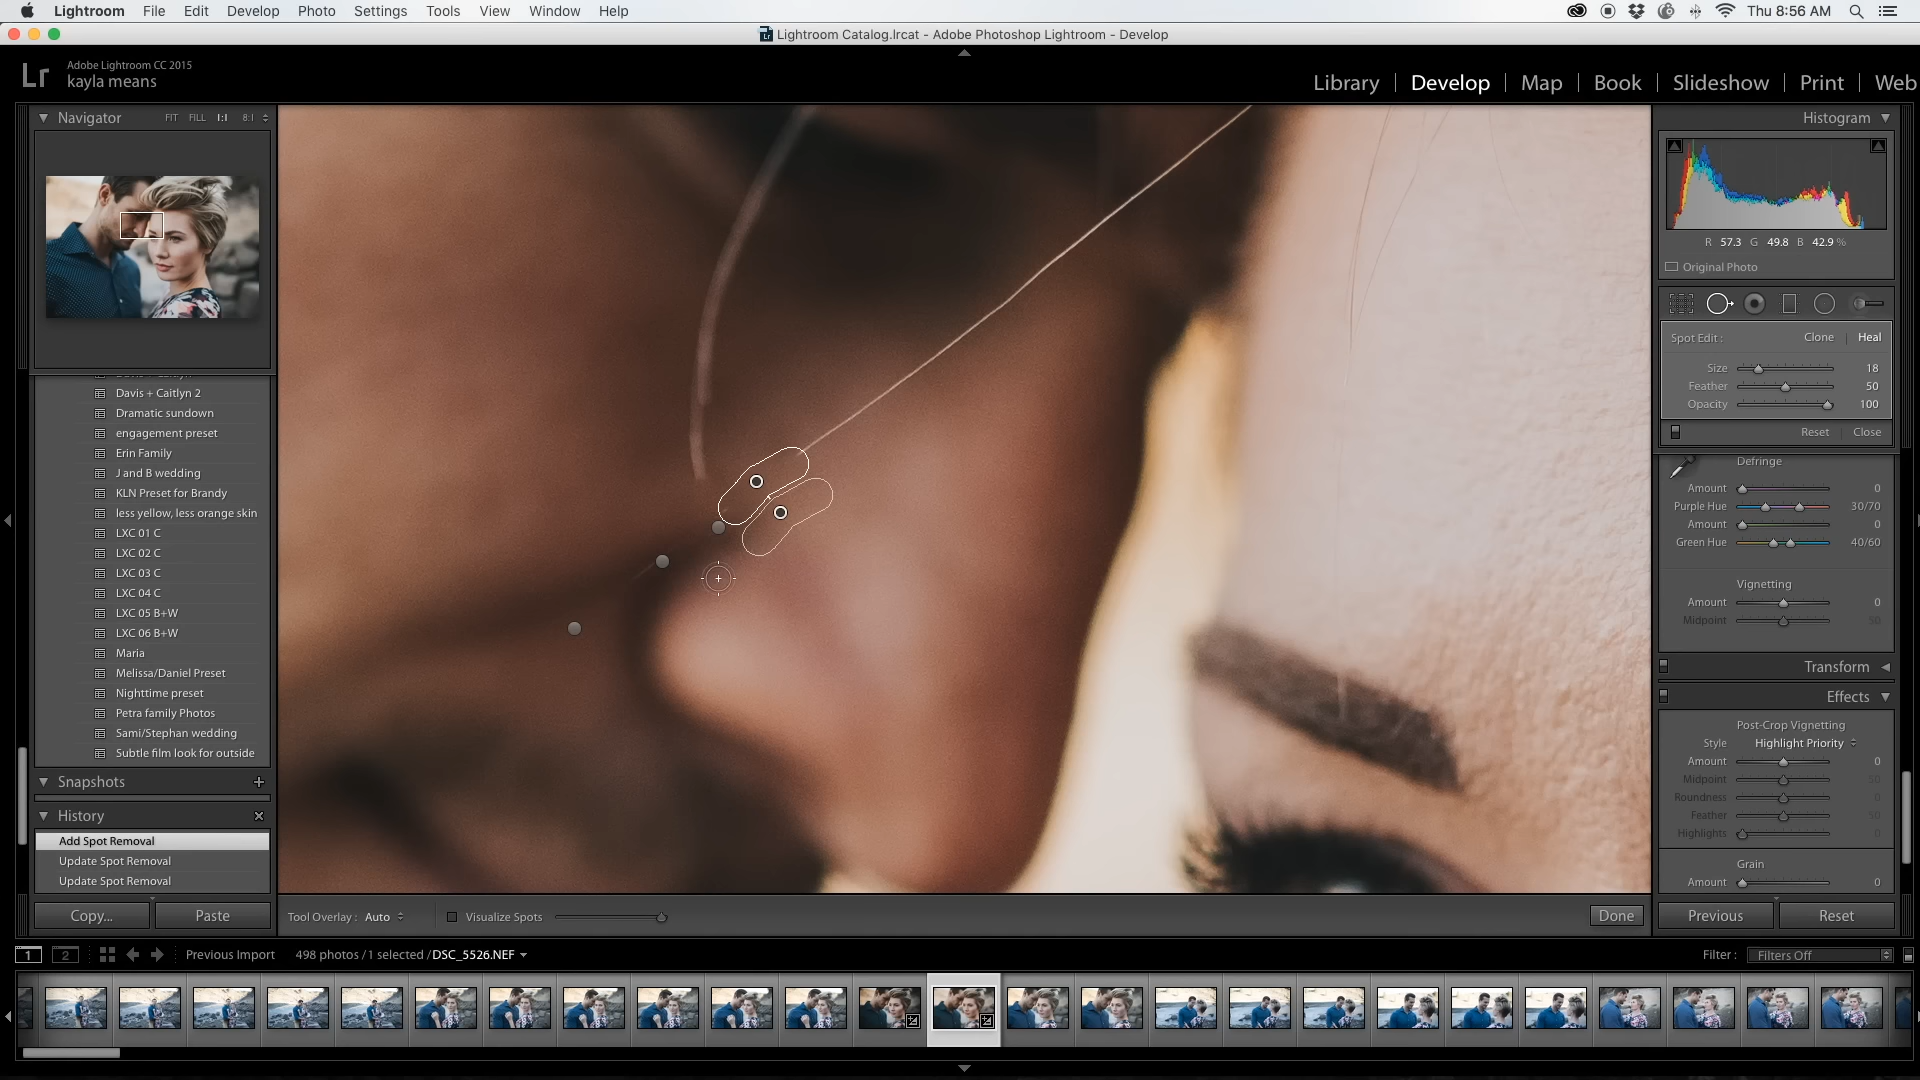 Lightroom File Edit Develop Photo Settings Tools View Window Help
Thu 8:56 AM
Lightroom Catalog.lrcat - Adobe Photoshop Lightroom - Develop
Lr
Adobe Lightroom CC 2015
kayla means
Library | Develop | Map | Book | Slideshow | Print | Web
Navigator FIT FILL 1:1 8:1
Davis + Caitlyn 2
Dramatic sundown
engagement preset
Erin Family
J and B wedding
KLN Preset for Brandy
less yellow, less orange skin
LXC 01 C
LXC 02 C
LXC 03 C
LXC 04 C
LXC 05 B+W
LXC 06 B+W
Maria
Melissa/Daniel Preset
Nighttime preset
Petra family Photos
Sami/Stephan wedding
Subtle film look for outside
Snapshots +
History
Add Spot Removal
Update Spot Removal
Update Spot Removal
Copy... Paste
Tool Overlay : Auto
Visualize Spots
Done
Histogram
R 57.3 G 49.8 B 42.9 %
Original Photo
Spot Edit : Clone | Heal
Size 18
Feather 50
Opacity 100
Reset | Close
Defringe
Amount 0
Purple Hue 30/70
Amount 0
Green Hue 40/60
Vignetting
Amount 0
Midpoint 50
Transform
Effects
Post-Crop Vignetting
Style Highlight Priority
Amount 0
Midpoint 50
Roundness 0
Feather 50
Highlights 0
Grain
Amount 0
Previous Reset
1 2 Previous Import 498 photos / 1 selected / DSC_5526.NEF
Filter : Filters Off